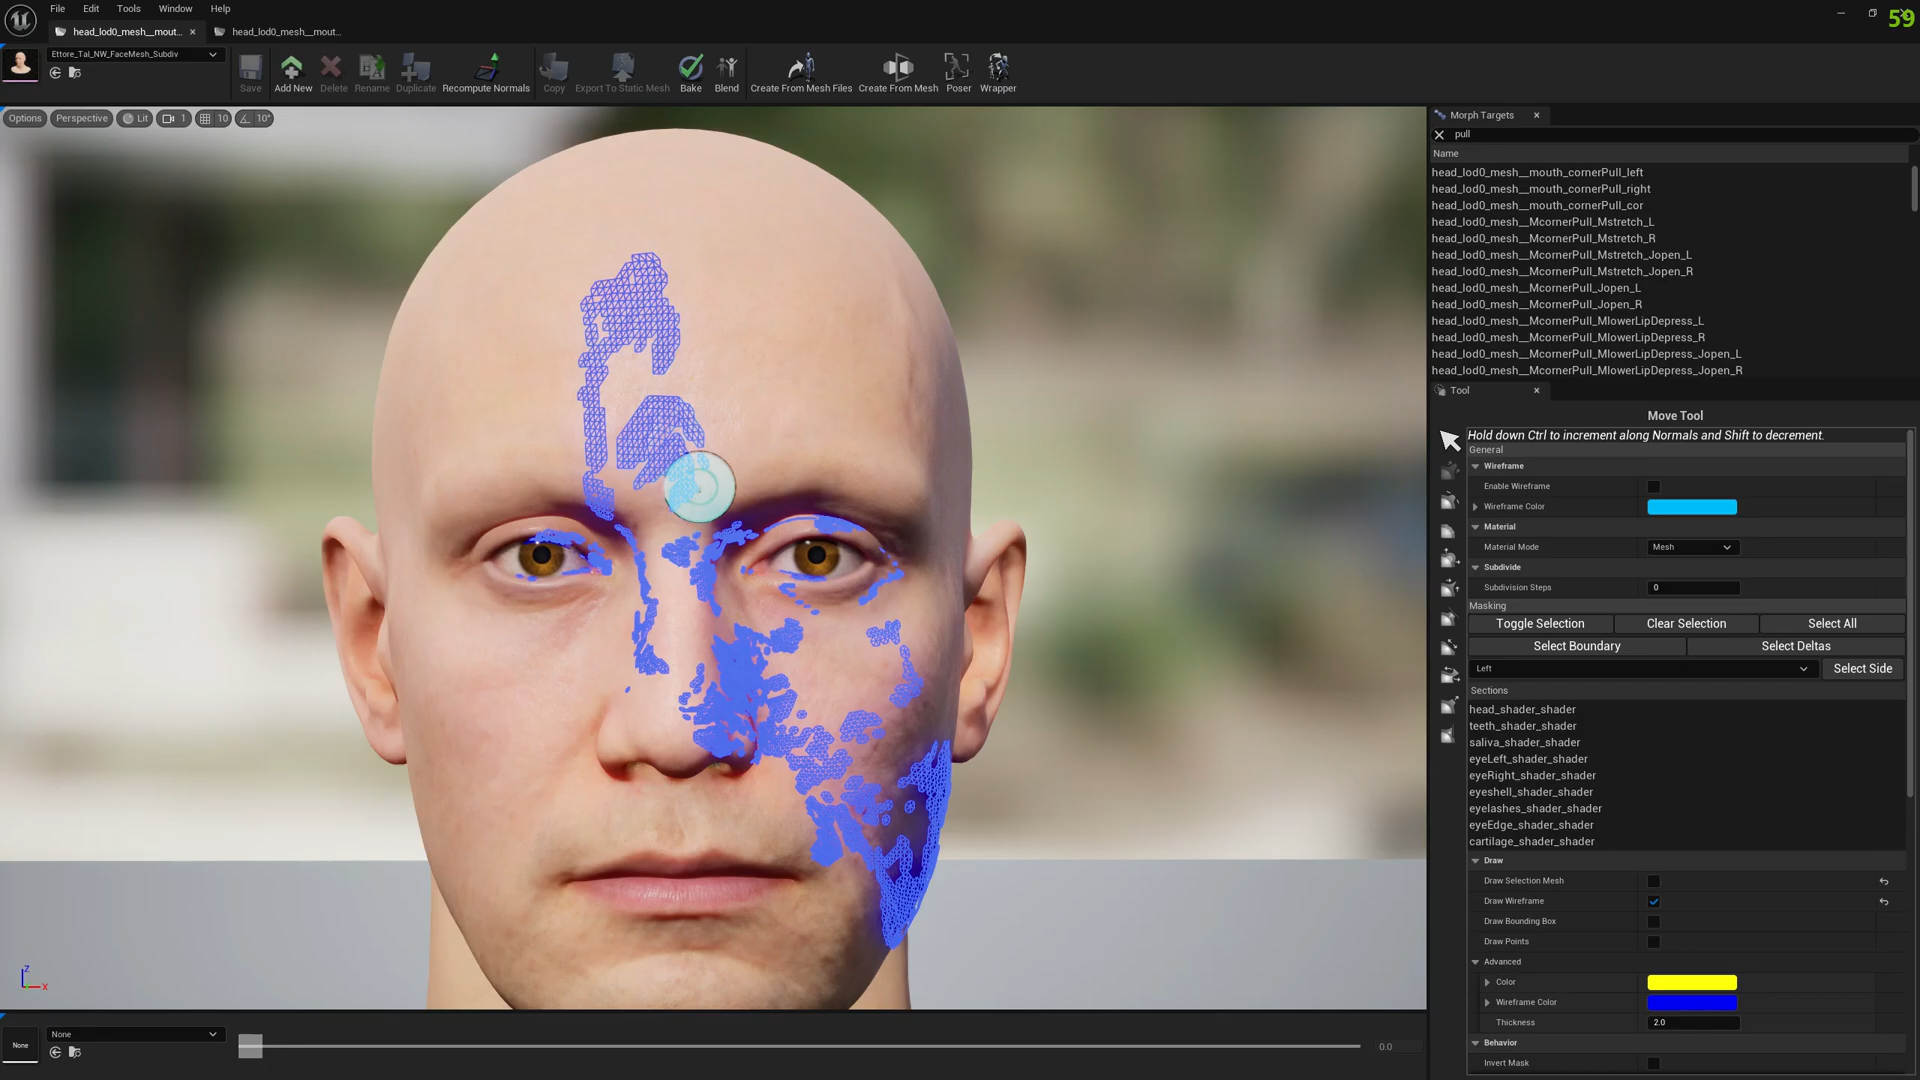 File Edit Tools Window Help
59
head_lod0_mesh__mout...
head_lod0_mesh__mout...
Ettore_Tal_NW_FaceMesh_Subdiv
Save
Add New
Delete
Rename
Duplicate
Recompute Normals
Copy
Export To Static Mesh
Bake
Blend
Create From Mesh Files
Create From Mesh
Poser
Wrapper
Options
Perspective
Lit
1
10
10°
Morph Targets
pull
Name
head_lod0_mesh__mouth_cornerPull_left
head_lod0_mesh__mouth_cornerPull_right
head_lod0_mesh__mouth_cornerPull_cor
head_lod0_mesh__McornerPull_Mstretch_L
head_lod0_mesh__McornerPull_Mstretch_R
head_lod0_mesh__McornerPull_Mstretch_Jopen_L
head_lod0_mesh__McornerPull_Mstretch_Jopen_R
head_lod0_mesh__McornerPull_Jopen_L
head_lod0_mesh__McornerPull_Jopen_R
head_lod0_mesh__McornerPull_MlowerLipDepress_L
head_lod0_mesh__McornerPull_MlowerLipDepress_R
head_lod0_mesh__McornerPull_MlowerLipDepress_Jopen_L
head_lod0_mesh__McornerPull_MlowerLipDepress_Jopen_R
Tool
Move Tool
Hold down Ctrl to increment along Normals and Shift to decrement.
General
Wireframe
Enable Wireframe
Wireframe Color
Material
Material Mode
Mesh
Subdivide
Subdivision Steps
0
Masking
Toggle Selection
Clear Selection
Select All
Select Boundary
Select Deltas
Left
Select Side
Sections
head_shader_shader
teeth_shader_shader
saliva_shader_shader
eyeLeft_shader_shader
eyeRight_shader_shader
eyeshell_shader_shader
eyelashes_shader_shader
eyeEdge_shader_shader
cartilage_shader_shader
Draw
Draw Selection Mesh
Draw Wireframe
Draw Bounding Box
Draw Points
Advanced
Color
Wireframe Color
Thickness
2.0
Behavior
Invert Mask
Z
X
None
None
0.0